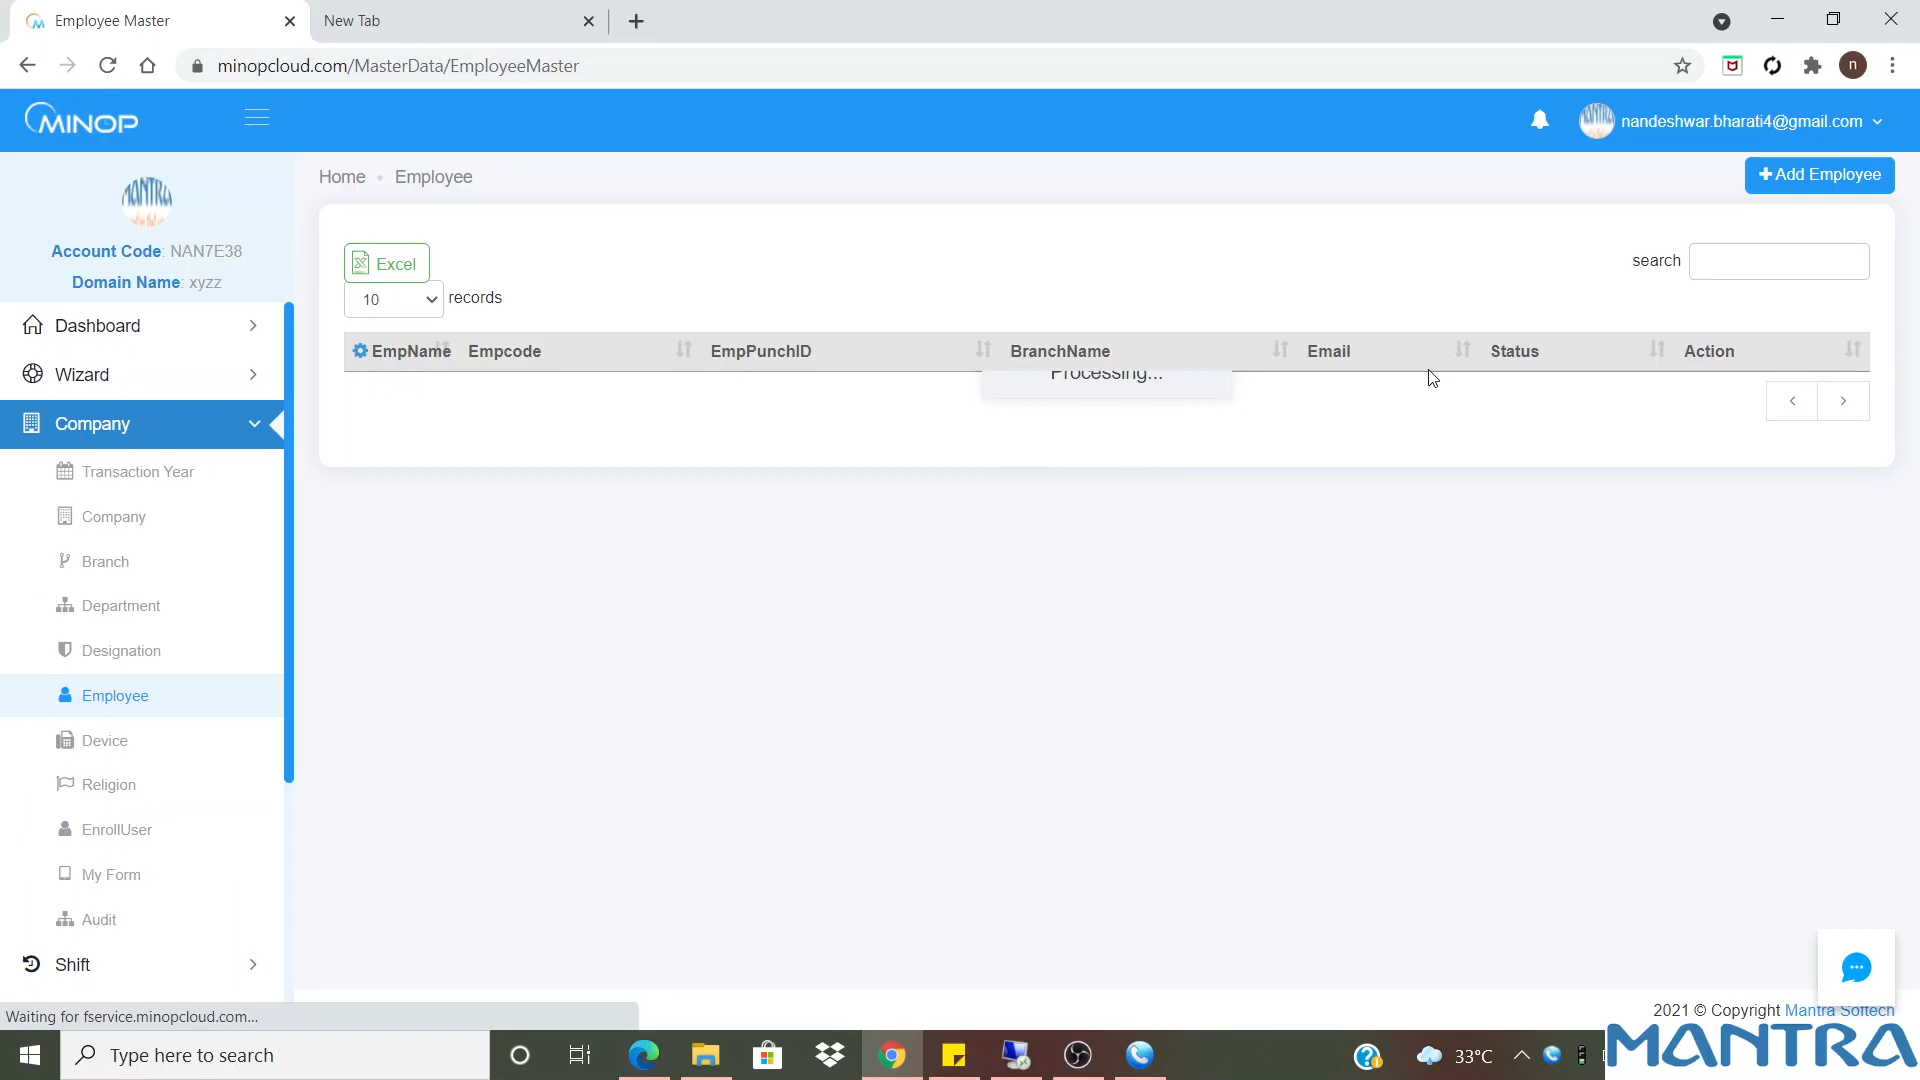 Employee Master
New Tab
minopcloud.com/MasterData/EmployeeMaster
n
MINOP
nandeshwar.bharati4@gmail.com
MANTRA
Account Code: NAN7E38
Domain Name: xyzz
Home • Employee
+ Add Employee
Excel
search
10 records
EmpName Empcode EmpPunchID BranchName Email Status Action
Processing...
Dashboard
Wizard
Company
Transaction Year
Company
Branch
Department
Designation
Employee
Device
Religion
EnrollUser
My Form
Audit
Shift
Waiting for fservice.minopcloud.com...
2021 © Copyright Mantra Softech
Type here to search
33°C
MANTRA